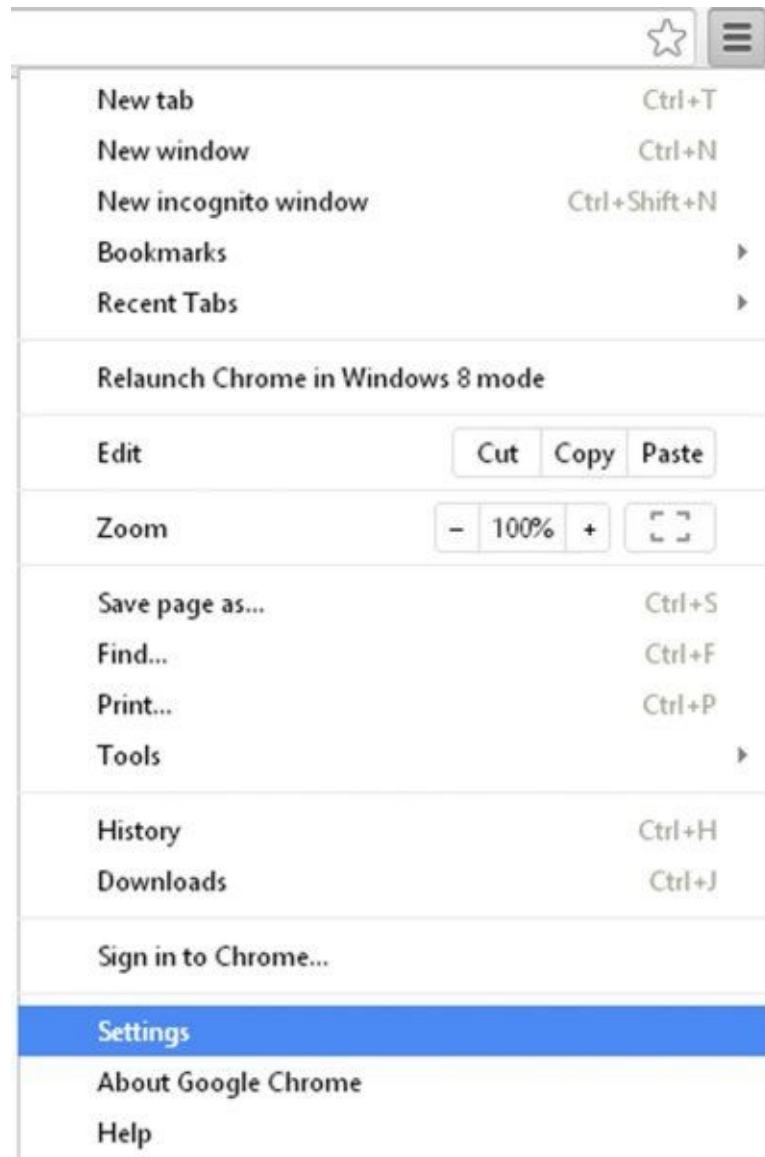 New tab Ctrl+T
New window Ctrl+N
New incognito window Ctrl+Shift+N
Bookmarks
Recent Tabs
Relaunch Chrome in Windows 8 mode
Edit Cut Copy Paste
Zoom - 100% +
Save page as... Ctrl+S
Find... Ctrl+F
Print... Ctrl+P
Tools
History Ctrl+H
Downloads Ctrl+J
Sign in to Chrome...
Settings
About Google Chrome
Help